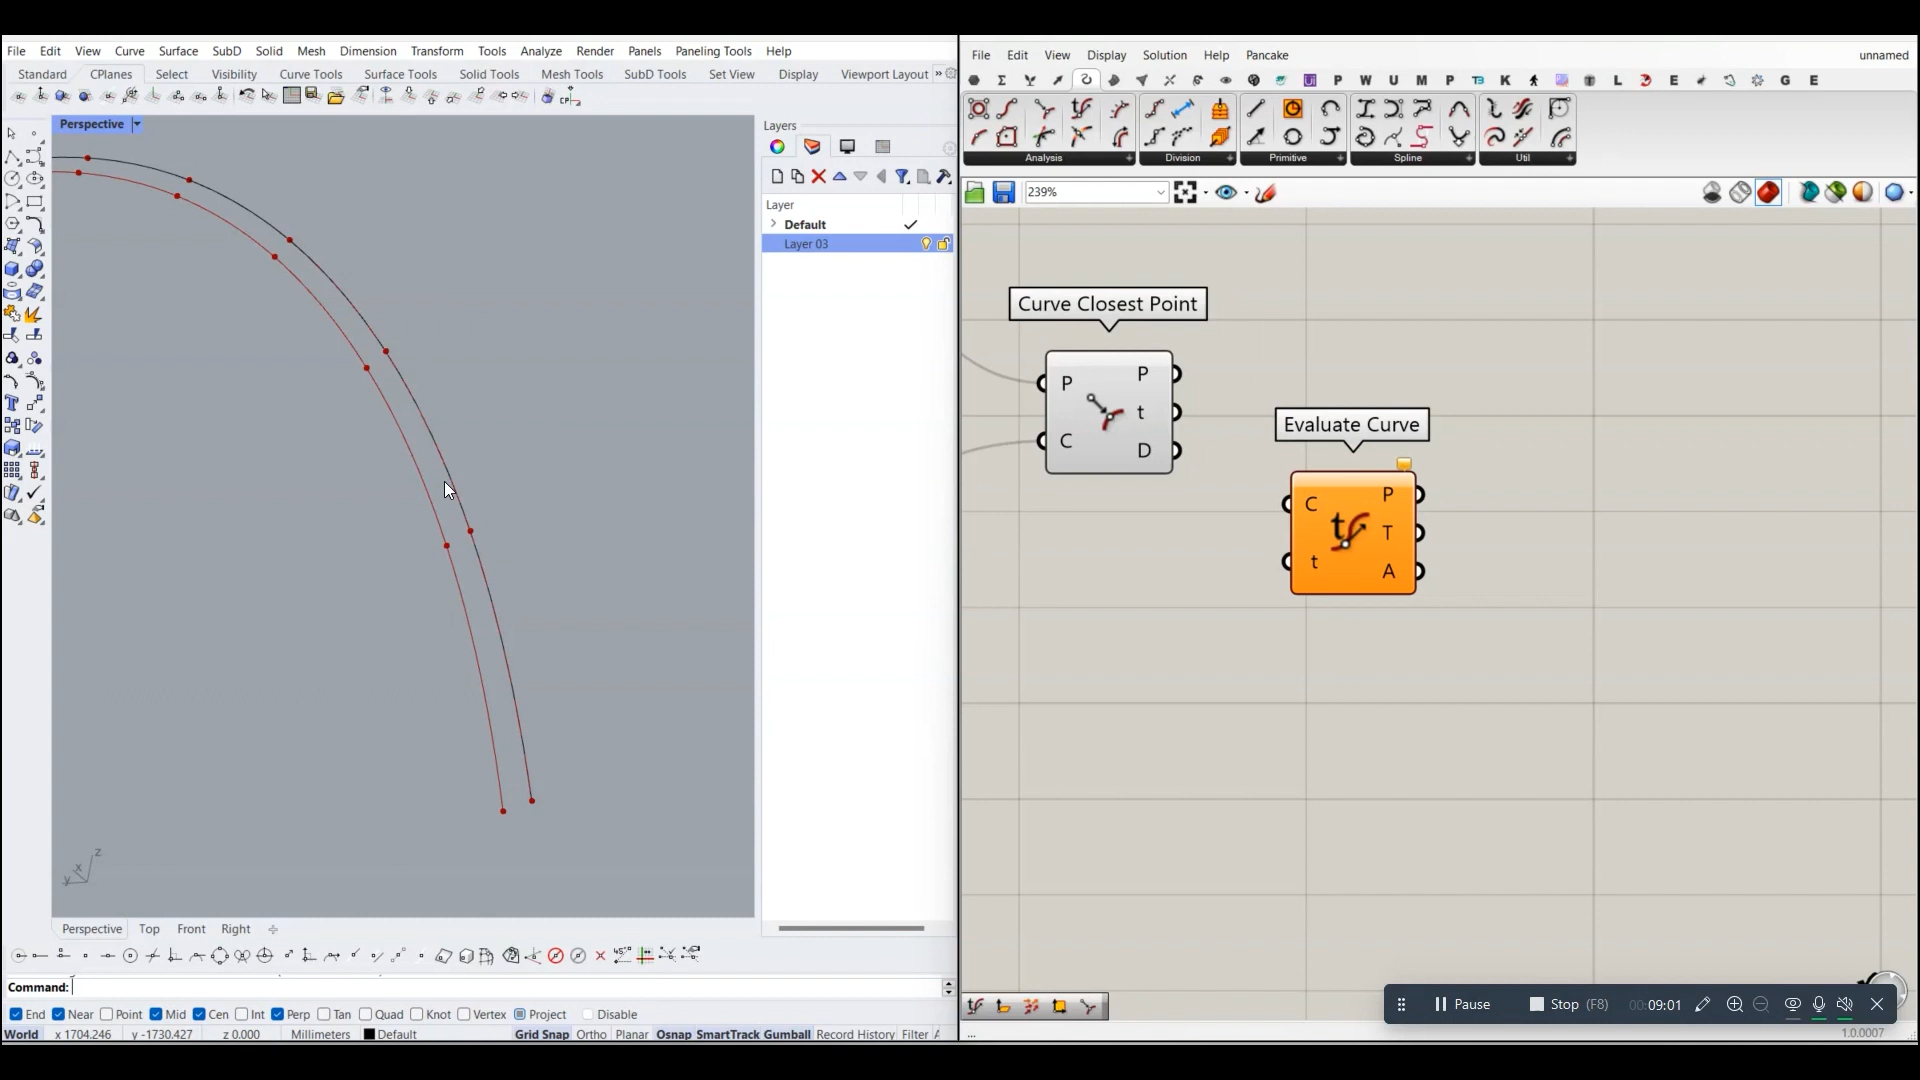 File Edit View Curve Surface SubD Solid Mesh Dimension Transform Tools Analyze Render Panels Paneling Tools Help
Standard CPlanes Select Visibility Curve Tools Surface Tools Solid Tools Mesh Tools SubD Tools Set View Display Viewport Layout »
Perspective
Layers
Layer
Default
Layer 03
z
x
y
Perspective Top Front Right
Command:
End Near Point Mid Cen Int Perp Tan Quad Knot Vertex Project Disable
World x 1704.246 y -1730.427 z 0.000 Millimeters Default Grid Snap Ortho Planar Osnap SmartTrack Gumball Record History Filter
File Edit View Display Solution Help Pancake unnamed
P W U M P K L E G E
Analysis Division Primitive Spline Util
239%
Curve Closest Point
P P
t
C D
Evaluate Curve
C P
t T
t A
Pause Stop (F8) 00:09:01
... 1.0.0007